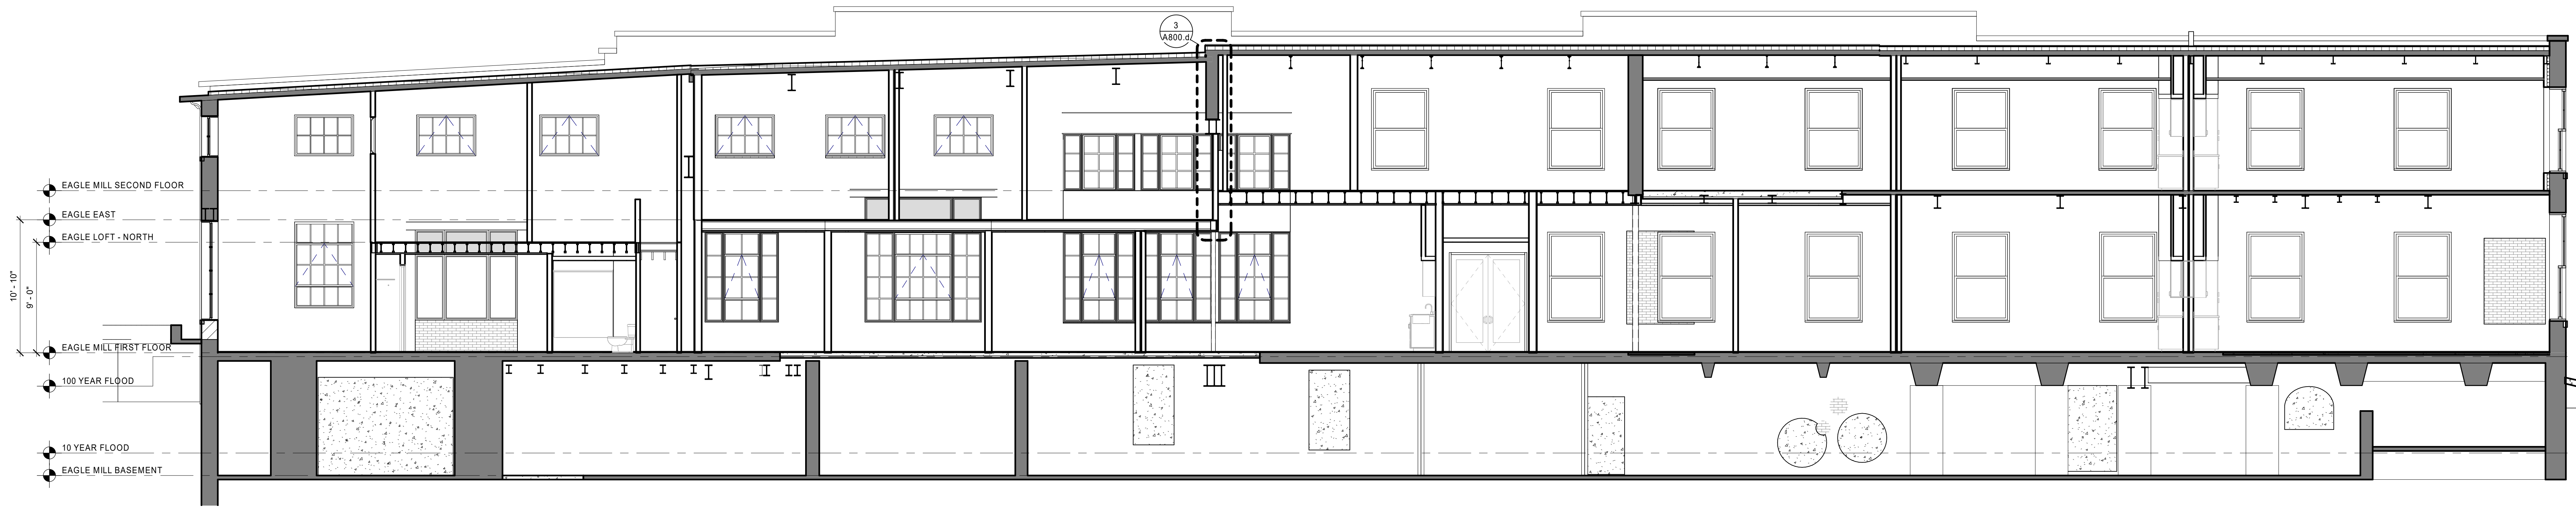 3
A800.d
EAGLE MILL SECOND FLOOR
EAGLE EAST
EAGLE LOFT - NORTH
10' - 10"
9' - 0"
EAGLE MILL FIRST FLOOR
100 YEAR FLOOD
10 YEAR FLOOD
EAGLE MILL BASEMENT